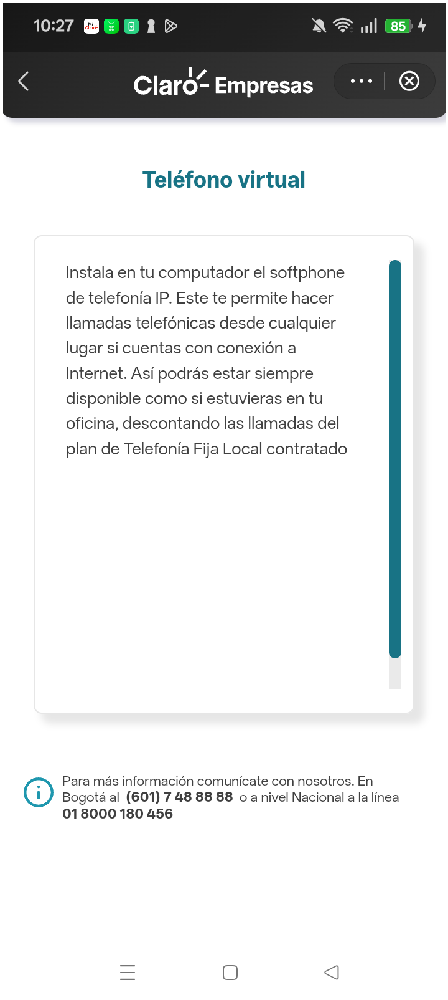 10:27
Mi
Claro
85
Claro Empresas
Teléfono virtual
Instala en tu computador el softphone
de telefonía IP. Este te permite hacer
llamadas telefónicas desde cualquier
lugar si cuentas con conexión a
Internet. Así podrás estar siempre
disponible como si estuvieras en tu
oficina, descontando las llamadas del
plan de Telefonía Fija Local contratado
Para más información comunícate con nosotros. En
Bogotá al (601) 7 48 88 88 o a nivel Nacional a la línea
01 8000 180 456